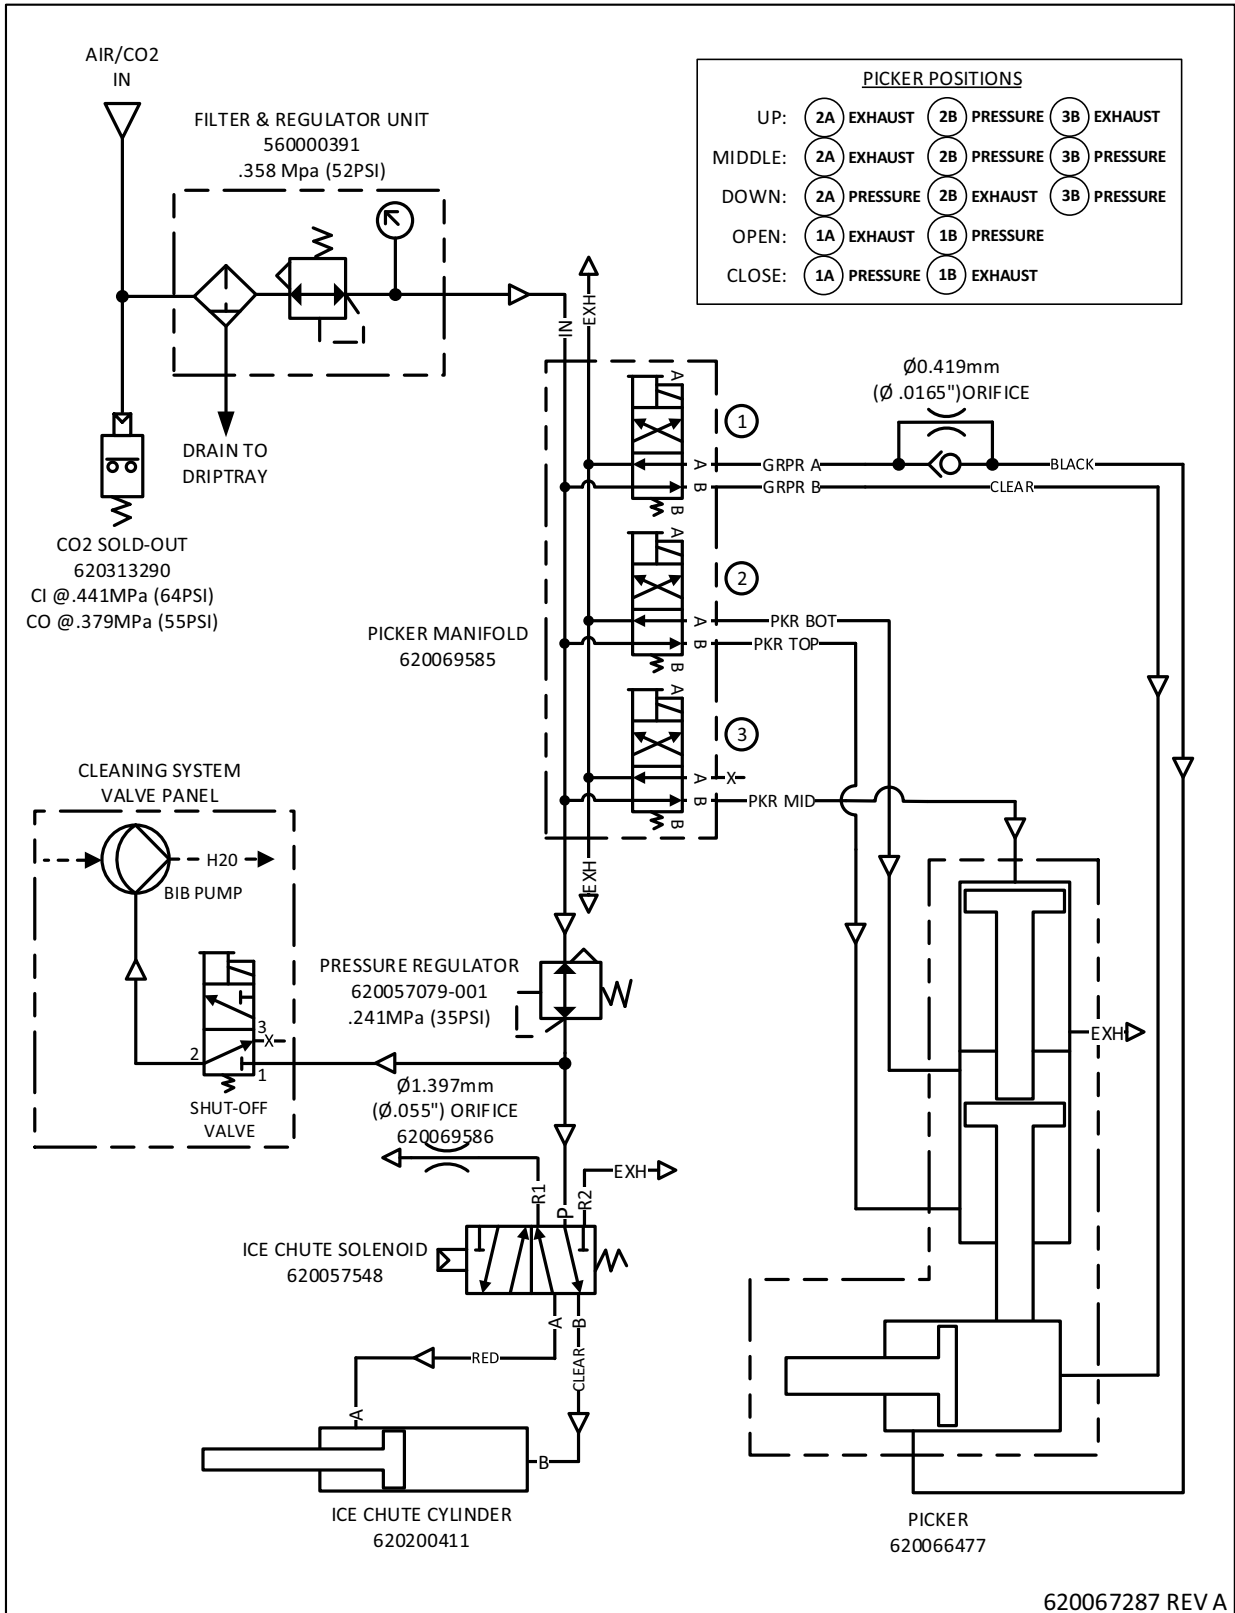 AIR/CO2
IN
FILTER & REGULATOR UNIT
560000391
.358 Mpa (52PSI)
PICKER POSITIONS
UP: 2A EXHAUST 2B PRESSURE 3B EXHAUST
MIDDLE: 2A EXHAUST 2B PRESSURE 3B PRESSURE
DOWN: 2A PRESSURE 2B EXHAUST 3B PRESSURE
OPEN: 1A EXHAUST 1B PRESSURE
CLOSE: 1A PRESSURE 1B EXHAUST
DRAIN TO
DRIPTRAY
CO2 SOLD-OUT
620313290
CI @.441MPa (64PSI)
CO @.379MPa (55PSI)
IN
EXH
A
1
A
GRPR A
B
GRPR B
B
Ø0.419mm
(Ø .0165")ORIFICE
BLACK
CLEAR
A
2
A
PKR BOT
B
PKR TOP
B
PICKER MANIFOLD
620069585
A
3
A
X
B
PKR MID
B
EXH
CLEANING SYSTEM
VALVE PANEL
H20
BIB PUMP
3
X
2
1
SHUT-OFF
VALVE
PRESSURE REGULATOR
620057079-001
.241MPa (35PSI)
Ø1.397mm
(Ø.055") ORIFICE
620069586
R1
P
R2
EXH
ICE CHUTE SOLENOID
620057548
A
B
RED
CLEAR
A
B
ICE CHUTE CYLINDER
620200411
EXH
PICKER
620066477
620067287 REV A